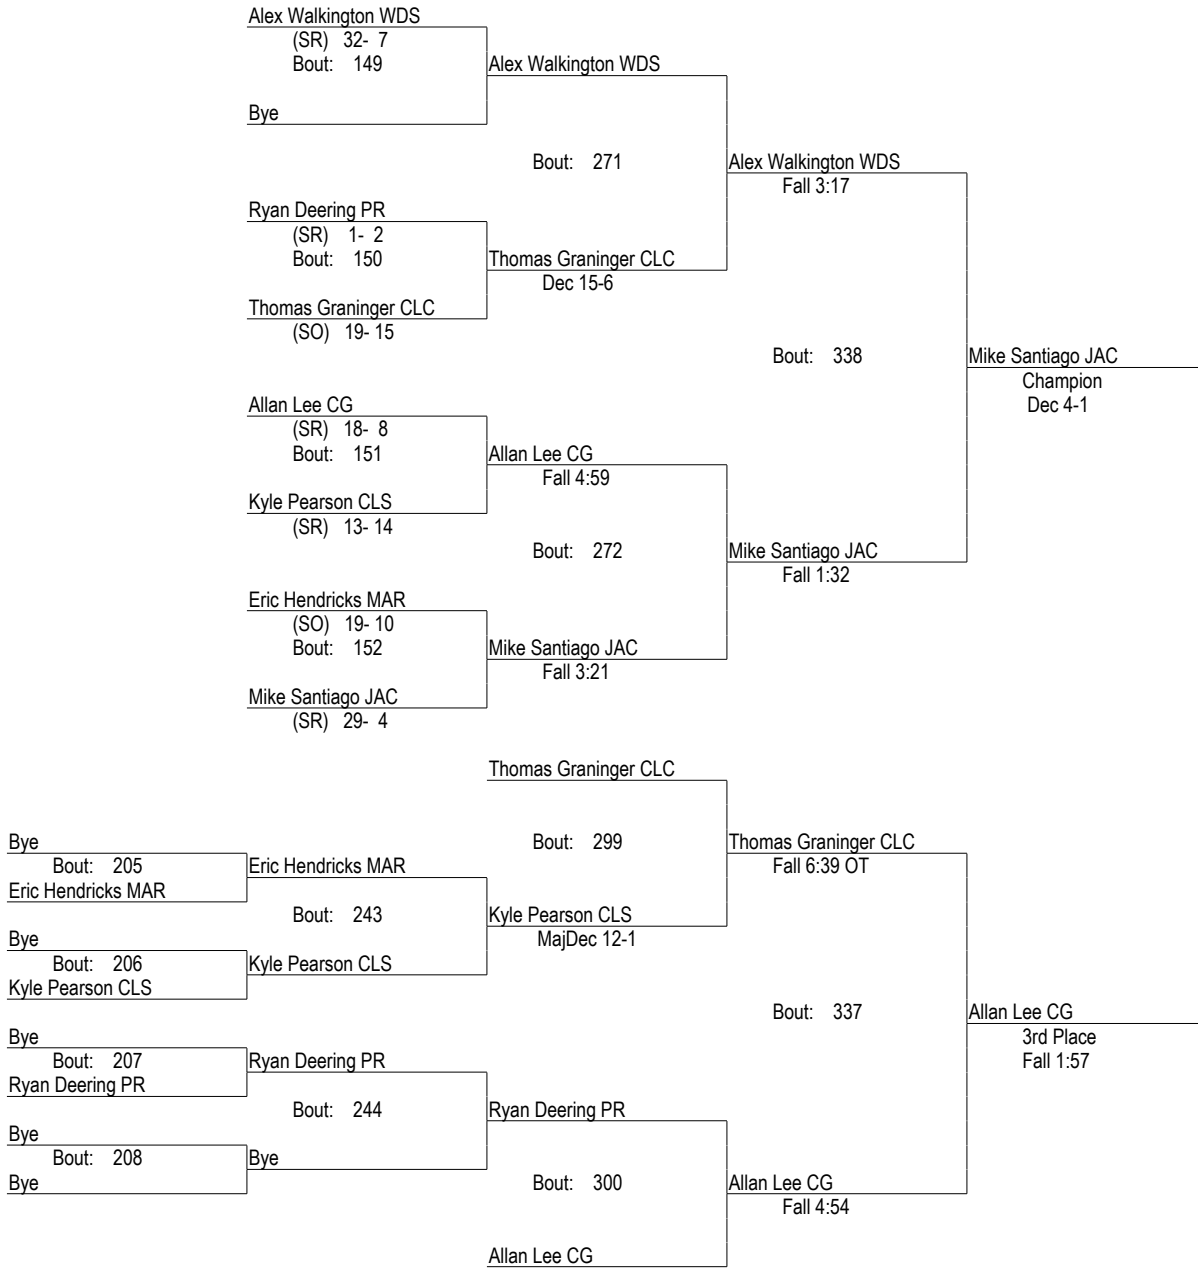 Alex Walkington WDS
(SR) 32- 7
Bout: 149
Alex Walkington WDS
Bye
Bout: 271
Alex Walkington WDS
Fall 3:17
Ryan Deering PR
(SR) 1- 2
Bout: 150
Thomas Graninger CLC
Dec 15-6
Thomas Graninger CLC
(SO) 19- 15
Bout: 338
Mike Santiago JAC
Champion
Dec 4-1
Allan Lee CG
(SR) 18- 8
Bout: 151
Allan Lee CG
Fall 4:59
Kyle Pearson CLS
(SR) 13- 14
Bout: 272
Mike Santiago JAC
Fall 1:32
Eric Hendricks MAR
(SO) 19- 10
Bout: 152
Mike Santiago JAC
Fall 3:21
Mike Santiago JAC
(SR) 29- 4
Thomas Graninger CLC
Bye
Bout: 299
Thomas Graninger CLC
Bout: 205
Eric Hendricks MAR
Fall 6:39 OT
Eric Hendricks MAR
Bout: 243
Kyle Pearson CLS
MajDec 12-1
Bye
Bout: 206
Kyle Pearson CLS
Kyle Pearson CLS
Bout: 337
Allan Lee CG
3rd Place
Fall 1:57
Bye
Bout: 207
Ryan Deering PR
Ryan Deering PR
Bout: 244
Ryan Deering PR
Bye
Bout: 208
Bye
Bye
Bout: 300
Allan Lee CG
Fall 4:54
Allan Lee CG